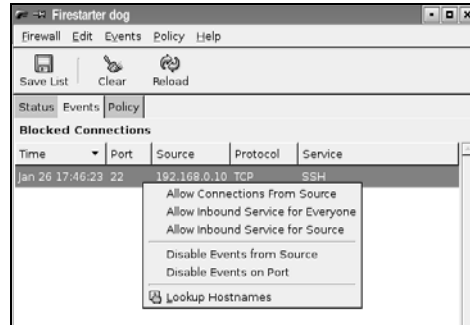 Firestarter dog
Firewall Edit Events Policy Help
Save List Clear Reload
Status Events Policy
Blocked Connections
Time Port Source Protocol Service
Jan 26 17:46:23 22 192.168.0.10 TCP SSH
Allow Connections From Source
Allow Inbound Service for Everyone
Allow Inbound Service for Source
Disable Events from Source
Disable Events on Port
Lookup Hostnames